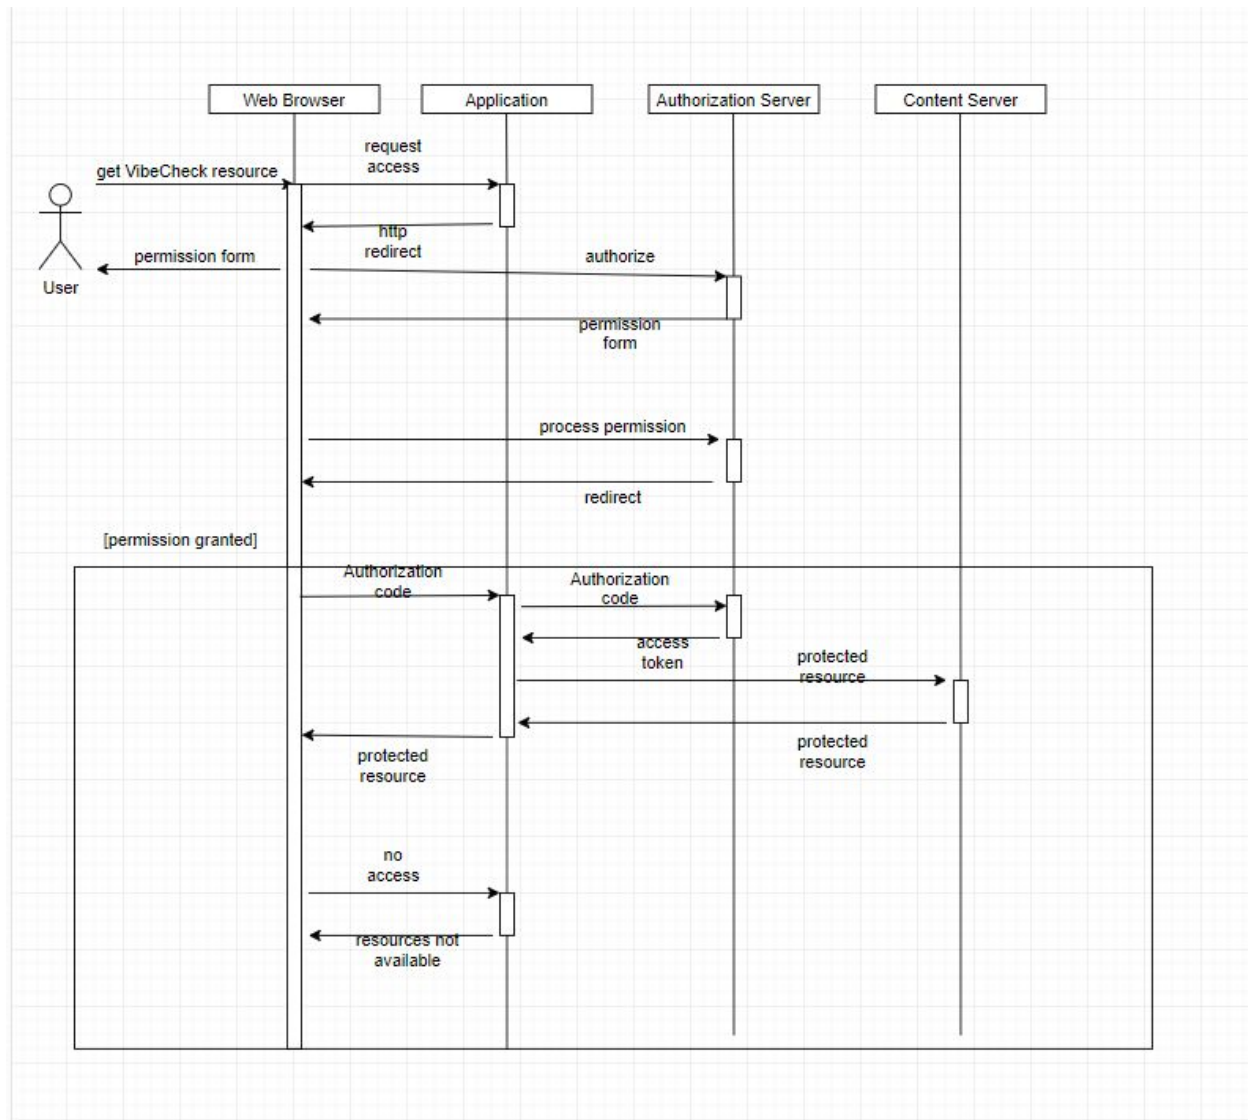 Web Browser
Application
Authorization Server
Content Server
request
access
get VibeCheck resource
http
redirect
permission form
authorize
User
permission
form
process permission
redirect
[permission granted]
Authorization
code
Authorization
code
access
token
protected
resource
protected
resource
protected
resource
no
access
resources not
available